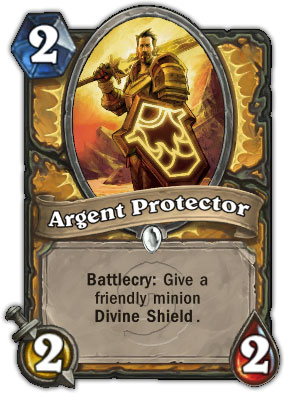 2
Argent Protector
Battlecry: Give a
friendly minion
Divine Shield.
2 2